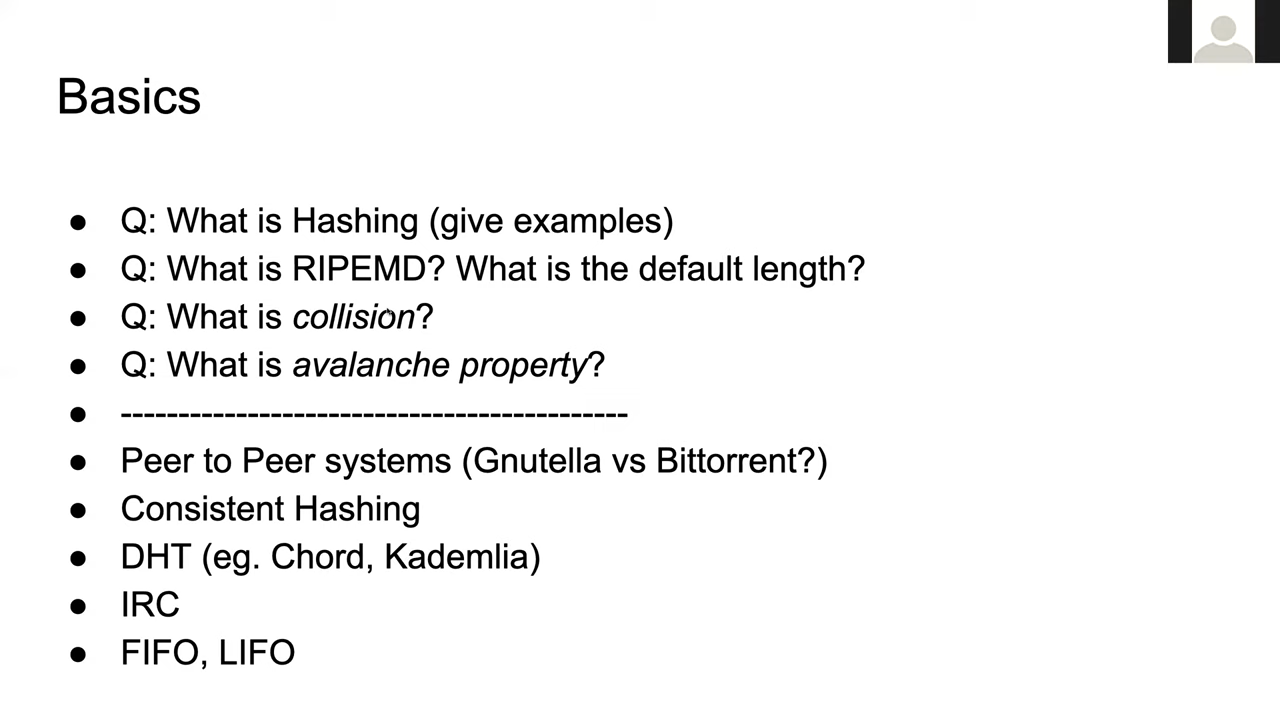 Basics
● Q: What is Hashing (give examples)
● Q: What is RIPEMD? What is the default length?
● Q: What is collision?
● Q: What is avalanche property?
● -------------------------------------------
● Peer to Peer systems (Gnutella vs Bittorrent?)
● Consistent Hashing
● DHT (eg. Chord, Kademlia)
● IRC
● FIFO, LIFO